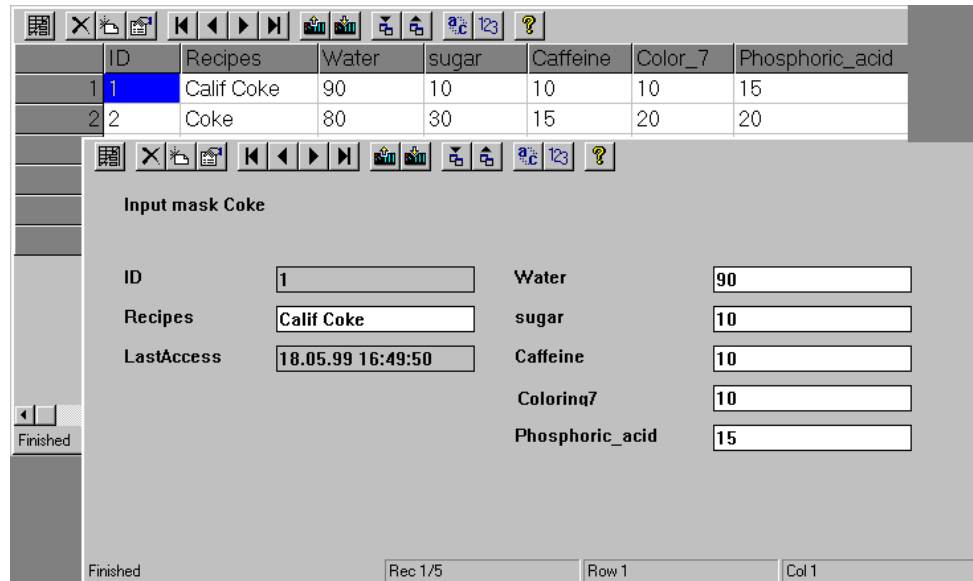 ID Recipes Water sugar Caffeine Color_7 Phosphoric_acid
1 1 Calif Coke 90 10 10 10 15
2 2 Coke 80 30 15 20 20
Input mask Coke
ID 1 Water 90
Recipes Calif Coke sugar 10
LastAccess 18.05.99 16:49:50 Caffeine 10
Coloring7 10
Phosphoric_acid 15
Finished
Finished Rec 1/5 Row 1 Col 1